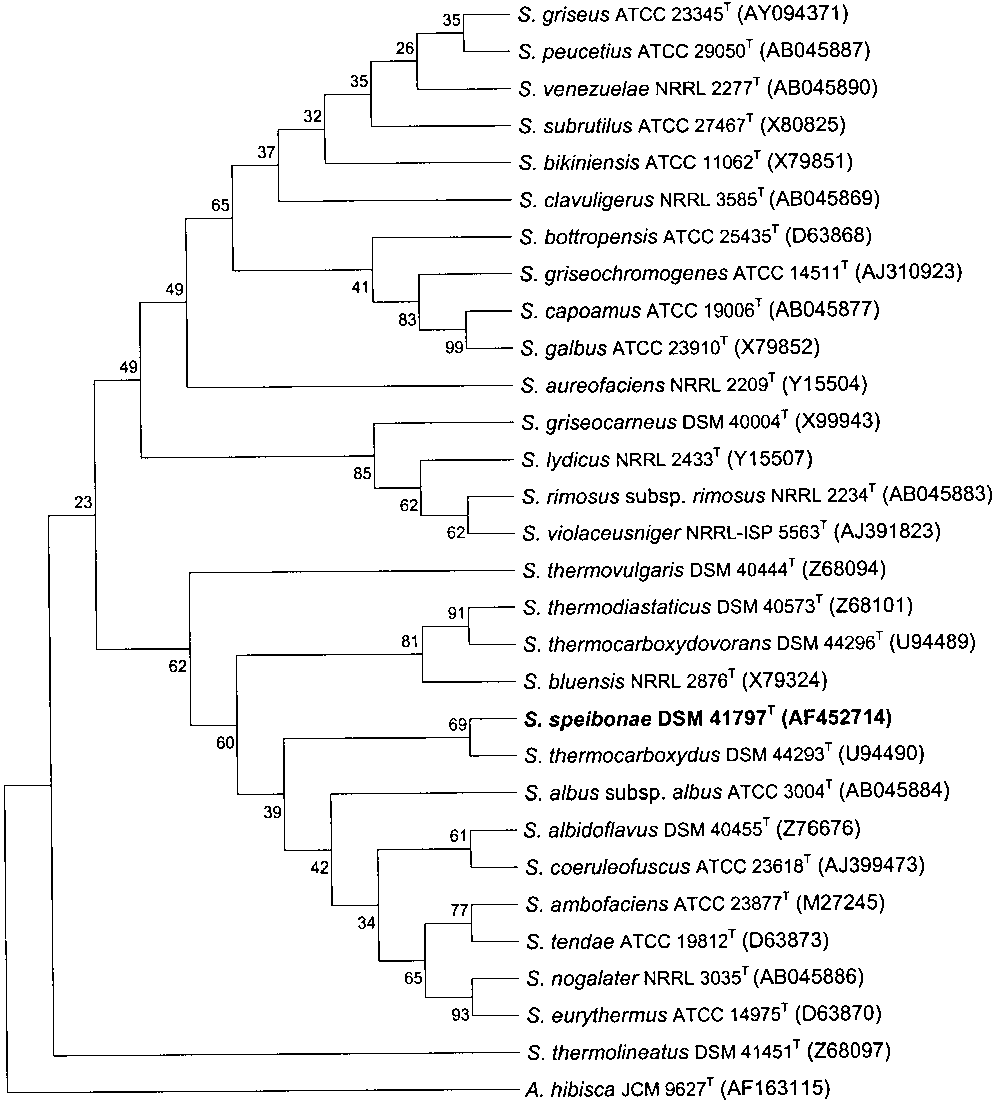 35 S. griseus ATCC 23345T (AY094371)
26 S. peucetius ATCC 29050T (AB045887)
35 S. venezuelae NRRL 2277T (AB045890)
32 S. subrutilus ATCC 27467T (X80825)
37 S. bikiniensis ATCC 11062T (X79851)
65 S. clavuligerus NRRL 3585T (AB045869)
S. bottropensis ATCC 25435T (D63868)
49 41 S. griseochromogenes ATCC 14511T (AJ310923)
83 S. capoamus ATCC 19006T (AB045877)
99 S. galbus ATCC 23910T (X79852)
49 S. aureofaciens NRRL 2209T (Y15504)
S. griseocarneus DSM 40004T (X99943)
85 S. lydicus NRRL 2433T (Y15507)
23 62 S. rimosus subsp. rimosus NRRL 2234T (AB045883)
62 S. violaceusniger NRRL-ISP 5563T (AJ391823)
S. thermovulgaris DSM 40444T (Z68094)
91 S. thermodiastaticus DSM 40573T (Z68101)
81 S. thermocarboxydovorans DSM 44296T (U94489)
62 S. bluensis NRRL 2876T (X79324)
69 S. speibonae DSM 41797T (AF452714)
60 S. thermocarboxydus DSM 44293T (U94490)
39 S. albus subsp. albus ATCC 3004T (AB045884)
61 S. albidoflavus DSM 40455T (Z76676)
42 S. coeruleofuscus ATCC 23618T (AJ399473)
77 S. ambofaciens ATCC 23877T (M27245)
34 S. tendae ATCC 19812T (D63873)
65 S. nogalater NRRL 3035T (AB045886)
93 S. eurythermus ATCC 14975T (D63870)
S. thermolineatus DSM 41451T (Z68097)
A. hibisca JCM 9627T (AF163115)